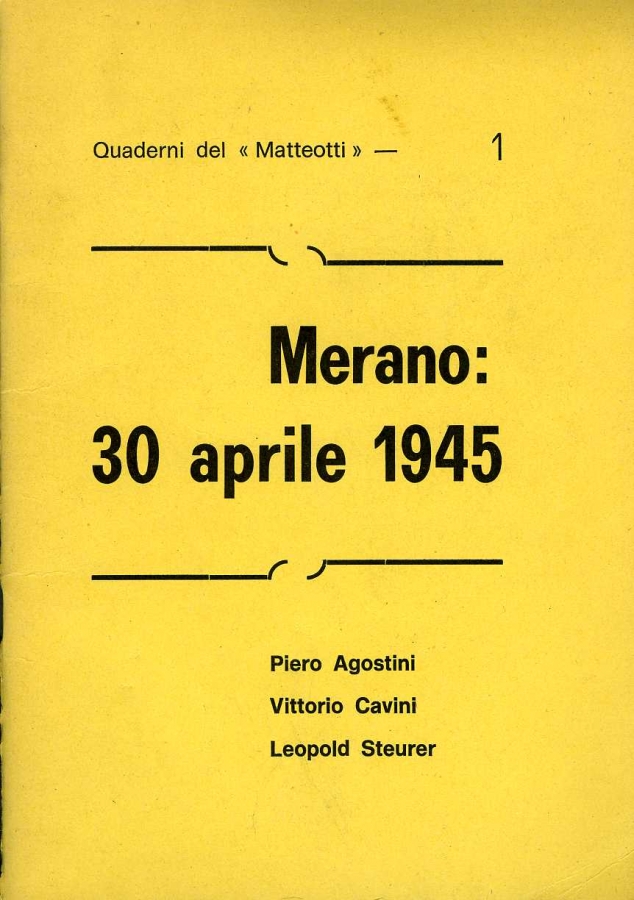 Quaderni del « Matteotti » — 1
Merano:
30 aprile 1945
Piero Agostini
Vittorio Cavini
Leopold Steurer